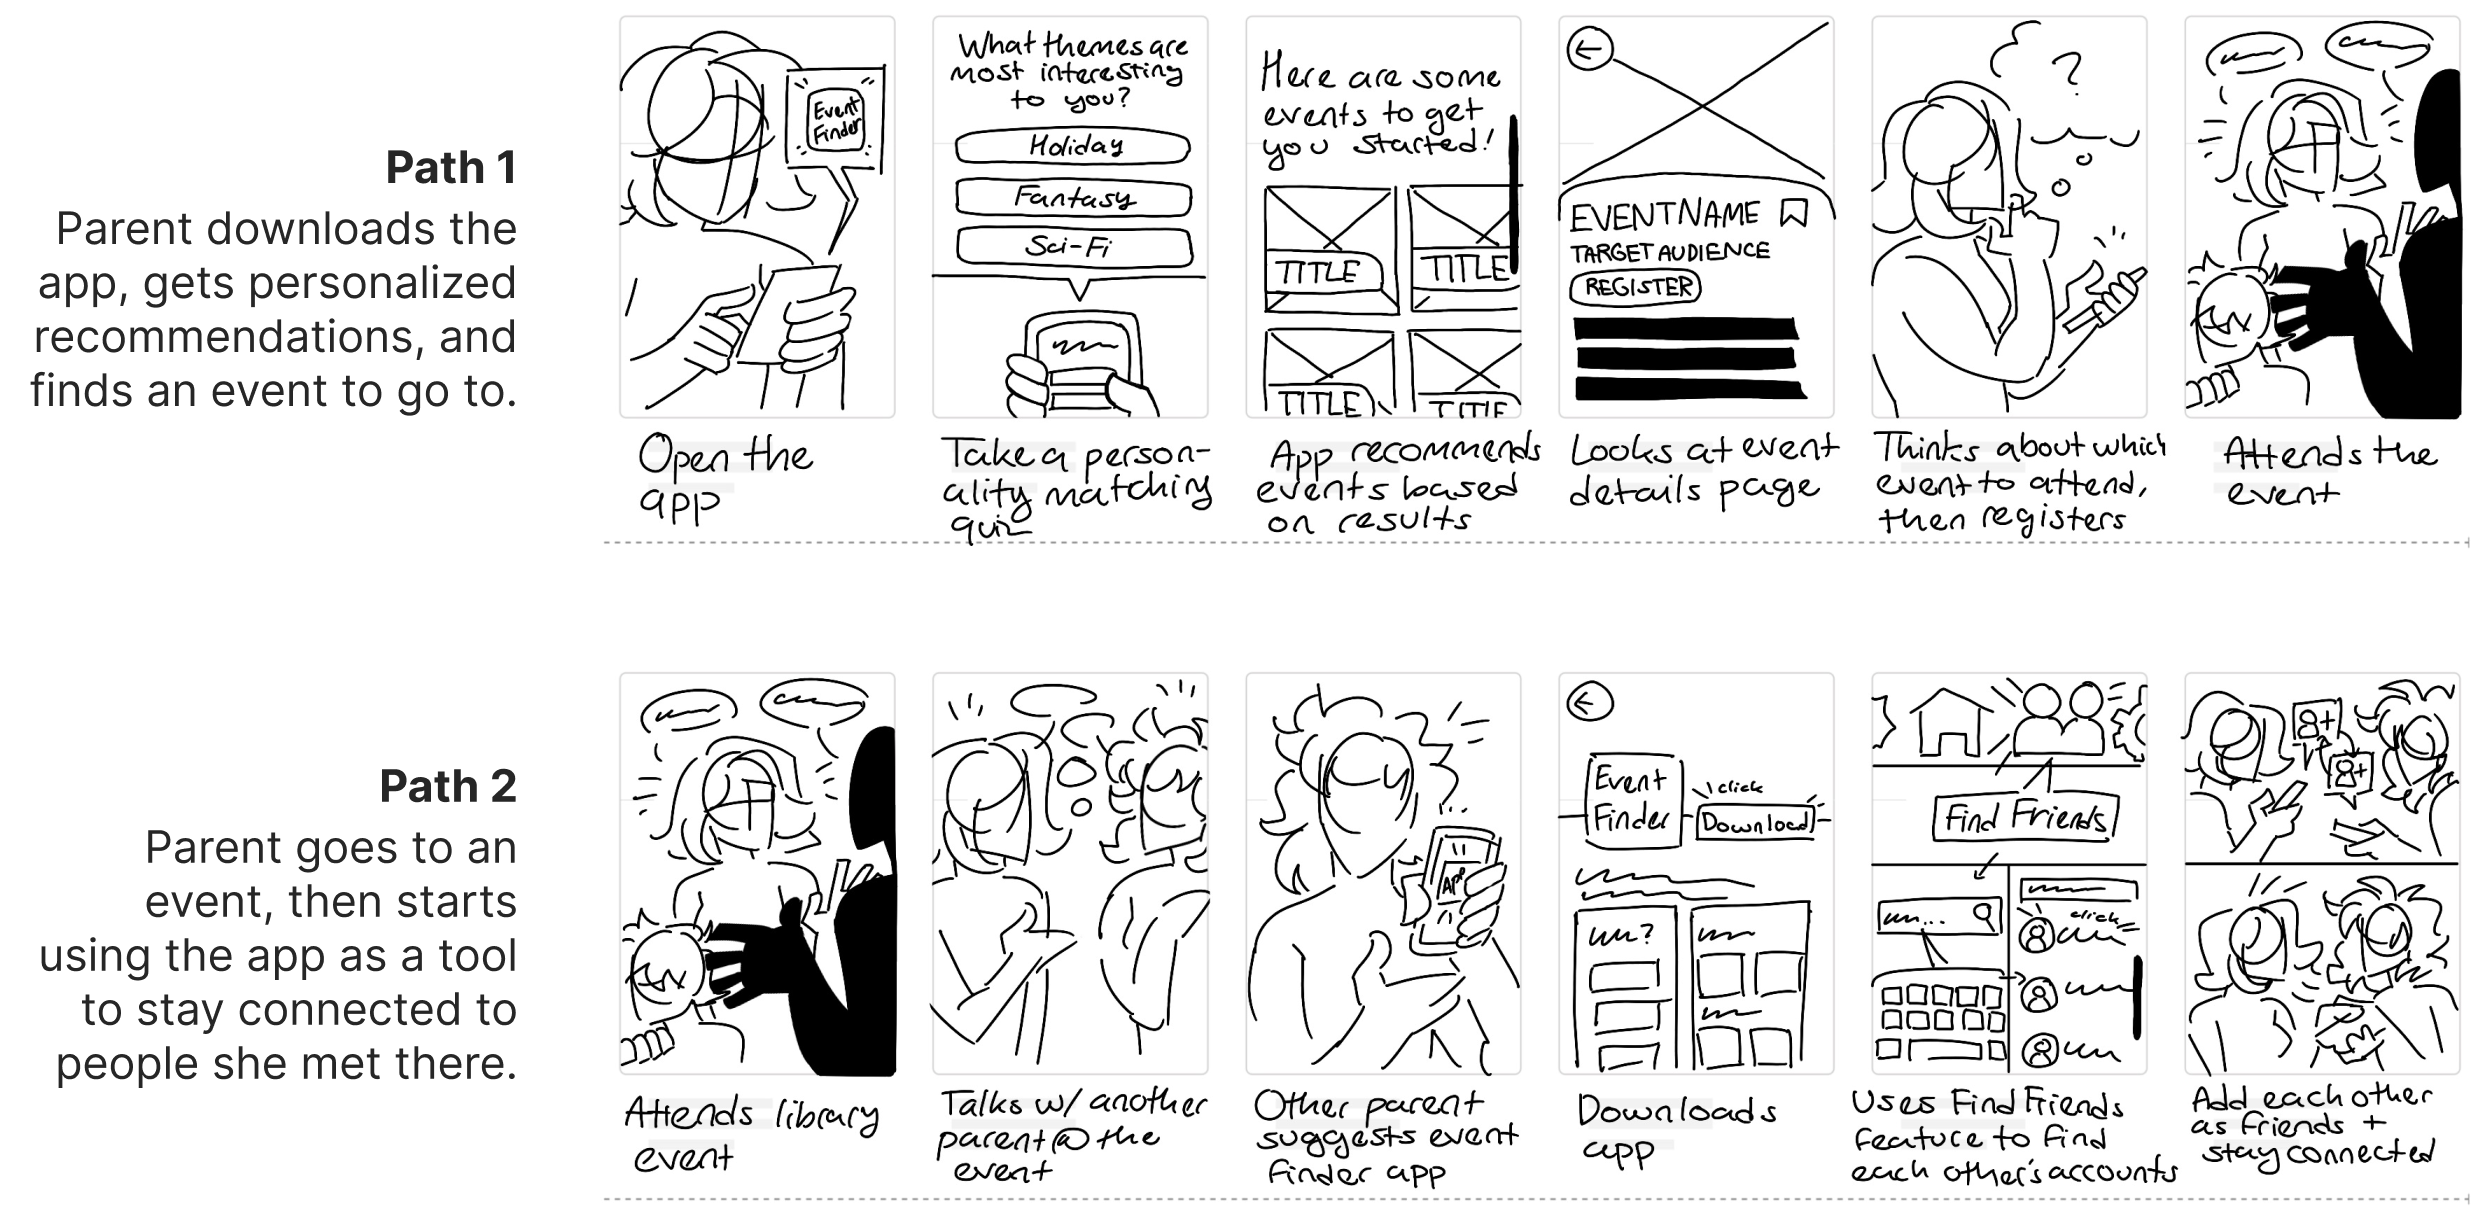 Path 1
Parent downloads the
app, gets personalized
recommendations, and
finds an event to go to.
Event
Finder
Open the
app
What themes are
most interesting
to you?
Holiday
Fantasy
Sci-Fi
Take a person-
ality matching
quiz
Here are some
events to get
you started!
TITLE
TITLE
TITLE
TITLE
App recommends
events based
on results
EVENT NAME
TARGET AUDIENCE
REGISTER
Looks at event
details page
?
Thinks about which
event to attend,
then registers
Attends the
event
Path 2
Parent goes to an
event, then starts
using the app as a tool
to stay connected to
people she met there.
Attends library
event
Talks w/ another
parent @ the
event
APP
Other parent
suggests event
finder app
Event
Finder
click
Download
?
Downloads
app
Find Friends
...
click
Uses Find Friends
feature to find
each other's accounts
Add each other
as friends +
stay connected